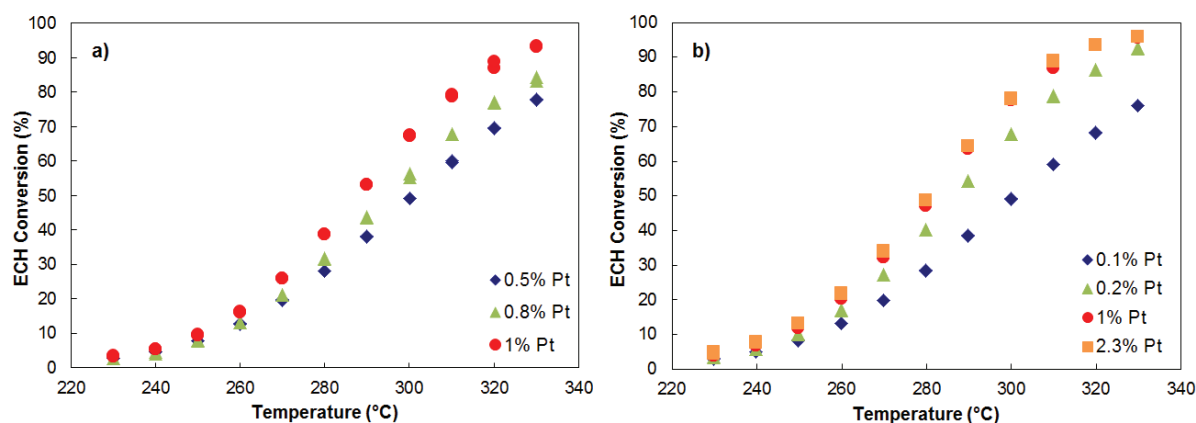 a)
ECH Conversion (%)
100
90
80
70
60
50
40
30
20
10
0
220 240 260 280 300 320 340
Temperature (°C)
0.5% Pt
0.8% Pt
1% Pt
b)
ECH Conversion (%)
100
90
80
70
60
50
40
30
20
10
0
220 240 260 280 300 320 340
Temperature (°C)
0.1% Pt
0.2% Pt
1% Pt
2.3% Pt